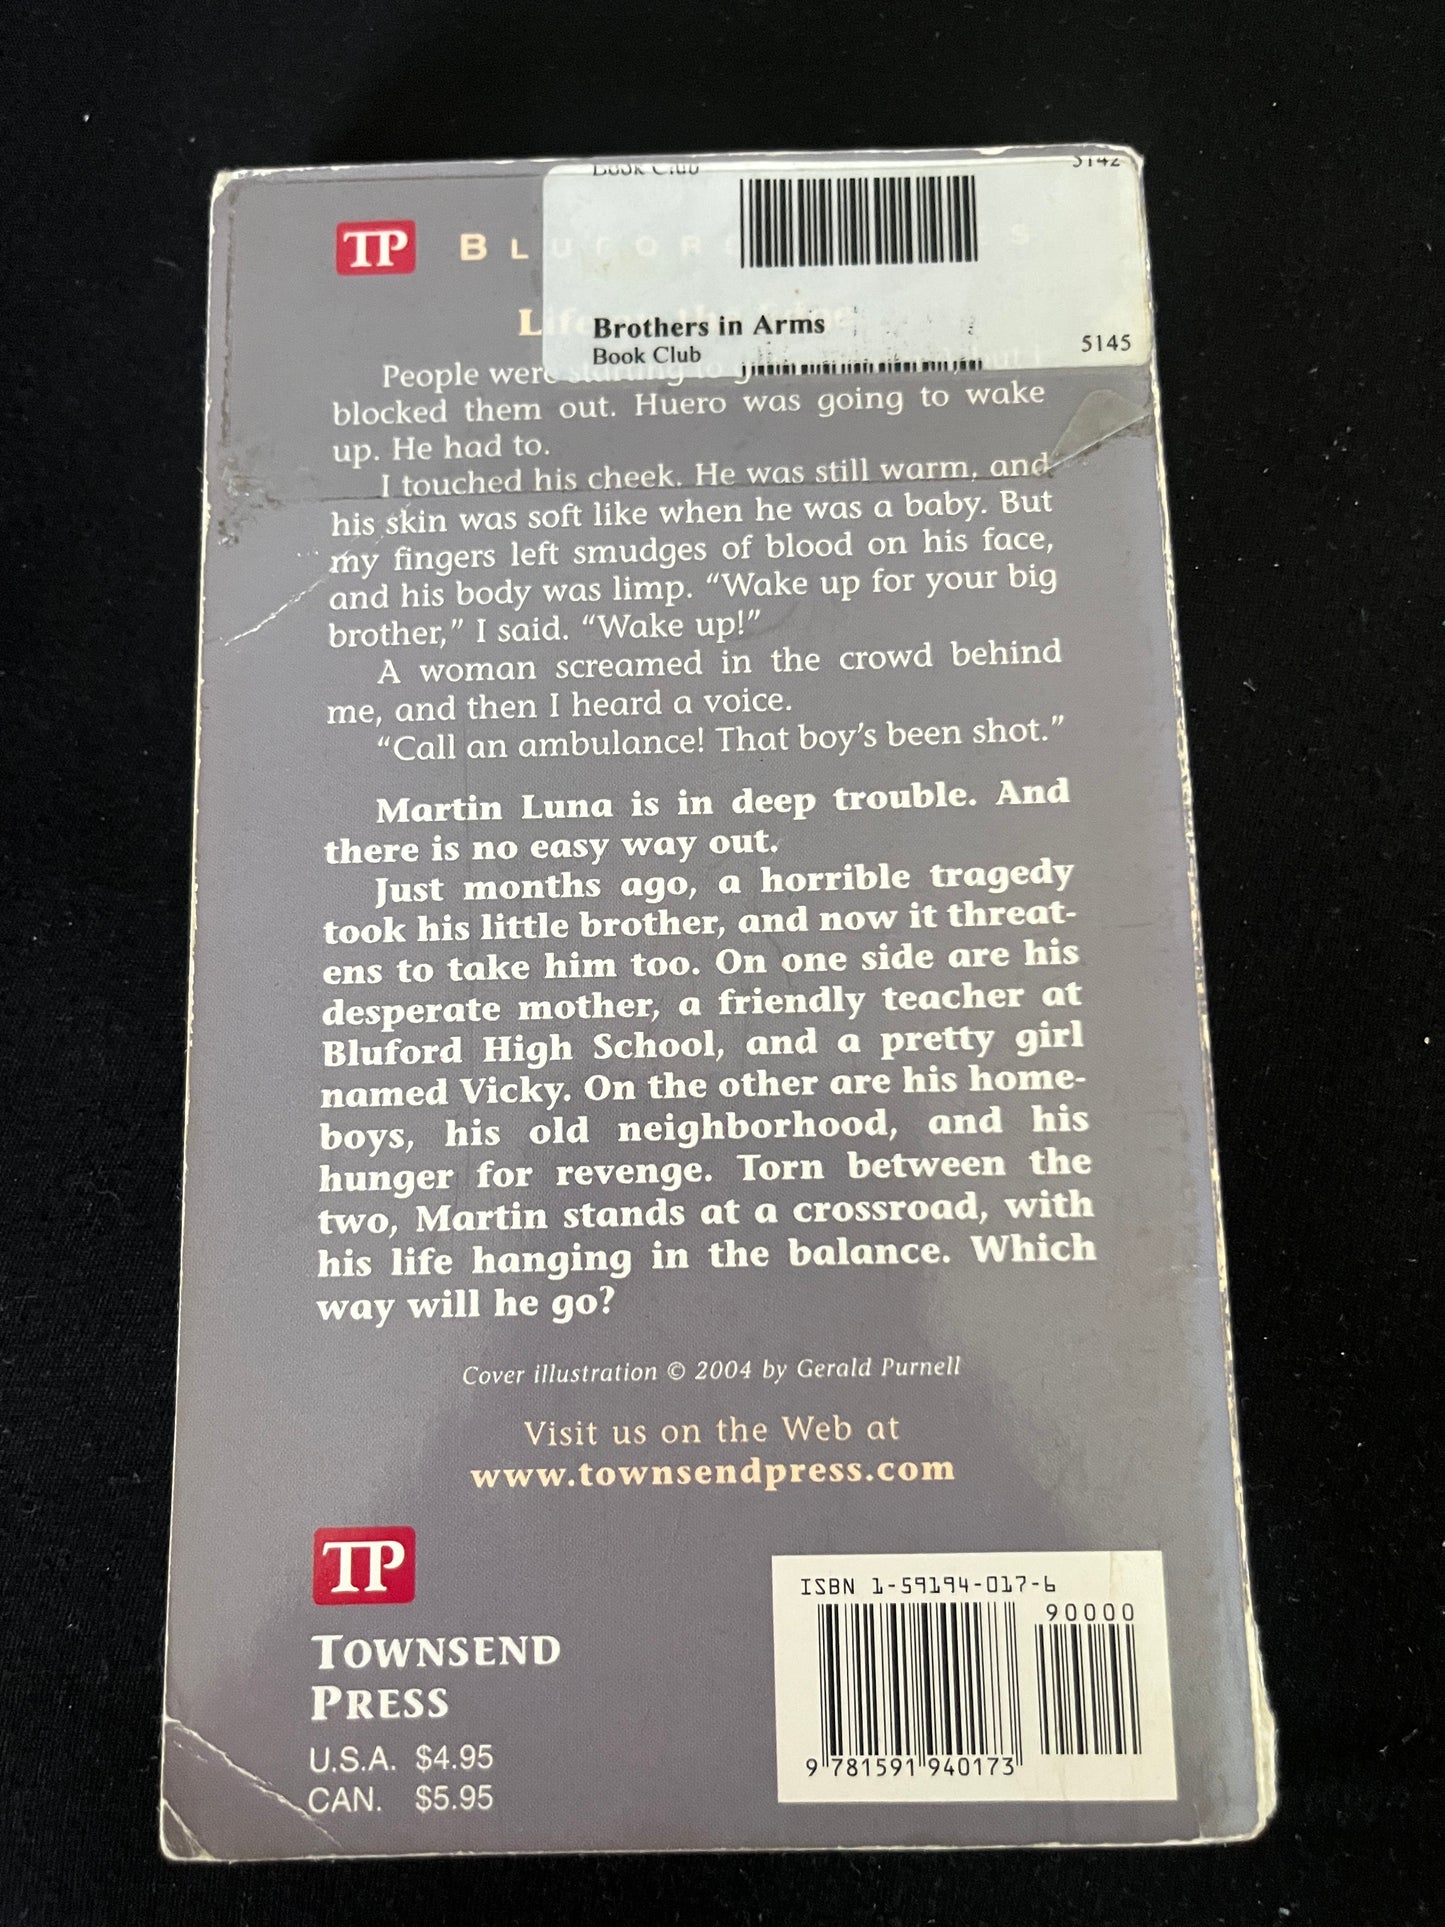 Book Club
5142
TP BLUFORD
Brothers in Arms
Book Club
5145
People were starting to
blocked them out. Huero was going to wake
up. He had to.
I touched his cheek. He was still warm, and
his skin was soft like when he was a baby. But
my fingers left smudges of blood on his face,
and his body was limp. “Wake up for your big
brother,” I said. “Wake up!”
A woman screamed in the crowd behind
me, and then I heard a voice.
“Call an ambulance! That boy’s been shot.”
Martin Luna is in deep trouble. And
there is no easy way out.
Just months ago, a horrible tragedy
took his little brother, and now it threat-
ens to take him too. On one side are his
desperate mother, a friendly teacher at
Bluford High School, and a pretty girl
named Vicky. On the other are his home-
boys, his old neighborhood, and his
hunger for revenge. Torn between the
two, Martin stands at a crossroad, with
his life hanging in the balance. Which
way will he go?
Cover illustration © 2004 by Gerald Purnell
Visit us on the Web at
www.townsendpress.com
TP
TOWNSEND
PRESS
U.S.A. $4.95
CAN. $5.95
ISBN 1-59194-017-6
90000
9 781591 940173